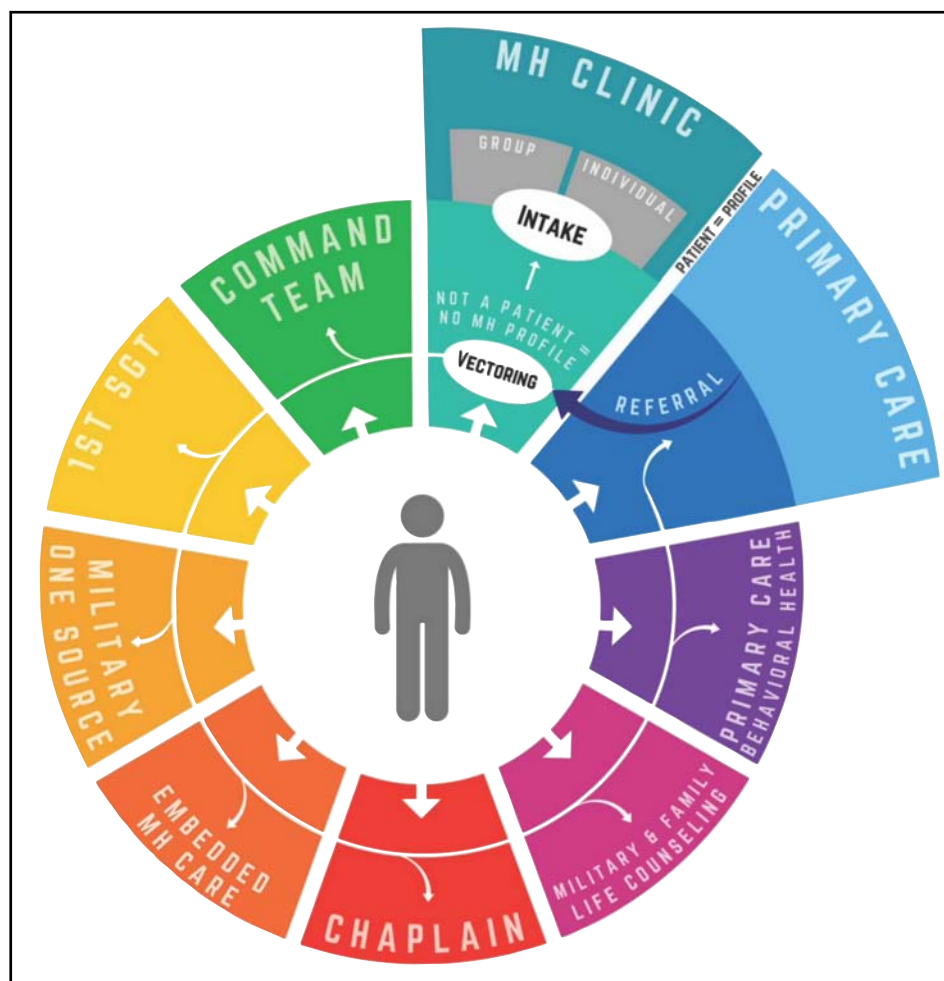 MH CLINIC
GROUP
INDIVIDUAL
INTAKE
NOT A PATIENT =
NO MH PROFILE
VECTORING
PATIENT = PROFILE
PRIMARY CARE
REFERRAL
PRIMARY CARE
BEHAVIORAL HEALTH
MILITARY & FAMILY
LIFE COUNSELING
CHAPLAIN
EMBEDDED
MH CARE
MILITARY
ONE SOURCE
1ST SGT
COMMAND
TEAM